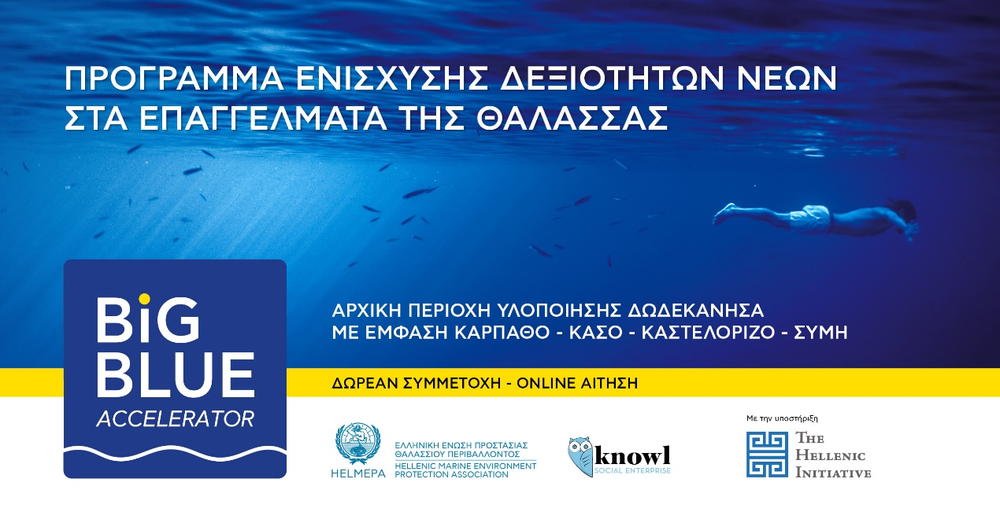 ΠΡΟΓΡΑΜΜΑ ΕΝΙΣΧΥΣΗΣ ΔΕΞΙΟΤΗΤΩΝ ΝΕΩΝ
ΣΤΑ ΕΠΑΓΓΕΛΜΑΤΑ ΤΗΣ ΘΑΛΑΣΣΑΣ
BiG
BLUE
ACCELERATOR
ΑΡΧΙΚΗ ΠΕΡΙΟΧΗ ΥΛΟΠΟΙΗΣΗΣ ΔΩΔΕΚΑΝΗΣΑ
ΜΕ ΕΜΦΑΣΗ ΚΑΡΠΑΘΟ - ΚΑΣΟ - ΚΑΣΤΕΛΟΡΙΖΟ - ΣΥΜΗ
ΔΩΡΕΑΝ ΣΥΜΜΕΤΟΧΗ - ONLINE ΑΙΤΗΣΗ
HELMEPA
ΕΛΛΗΝΙΚΗ ΕΝΩΣΗ ΠΡΟΣΤΑΣΙΑΣ
ΘΑΛΑΣΣΙΟΥ ΠΕΡΙΒΑΛΛΟΝΤΟΣ
HELLENIC MARINE ENVIRONMENT
PROTECTION ASSOCIATION
knowl
SOCIAL ENTERPRISE
Με την υποστήριξη
THE
HELLENIC
INITIATIVE